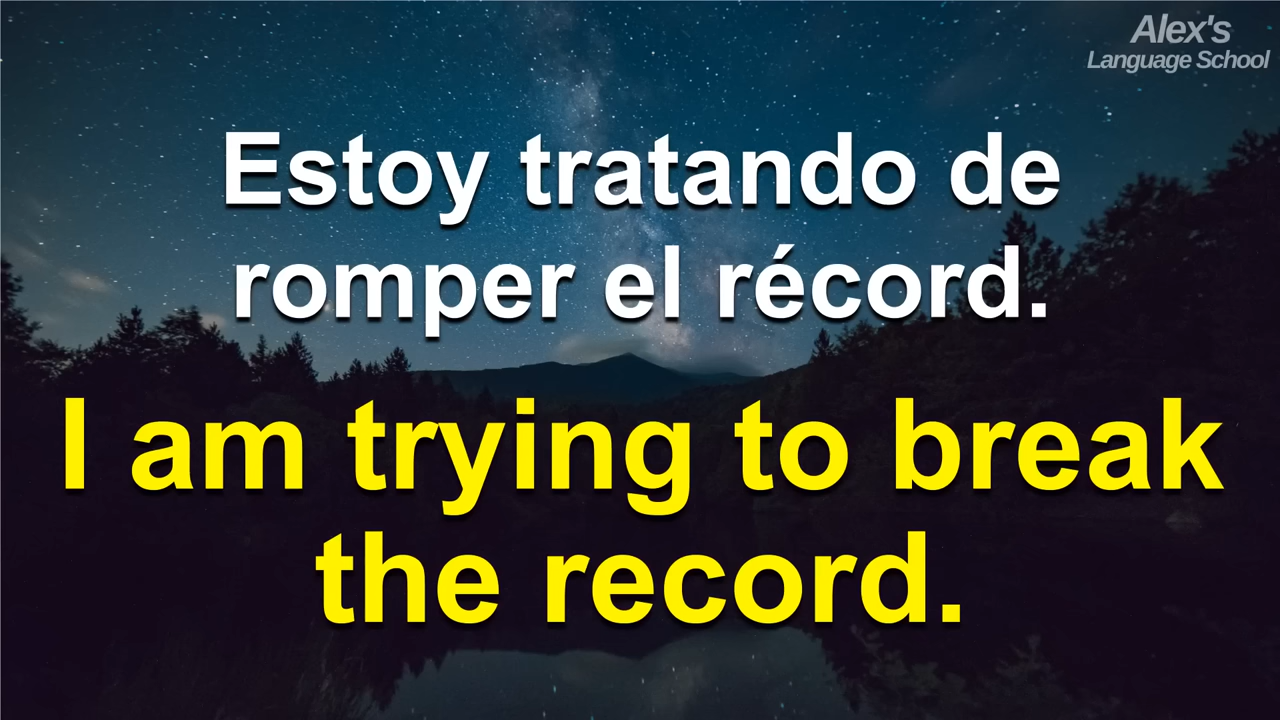 Alex's
Language School
Estoy tratando de
romper el récord.
I am trying to break
the record.